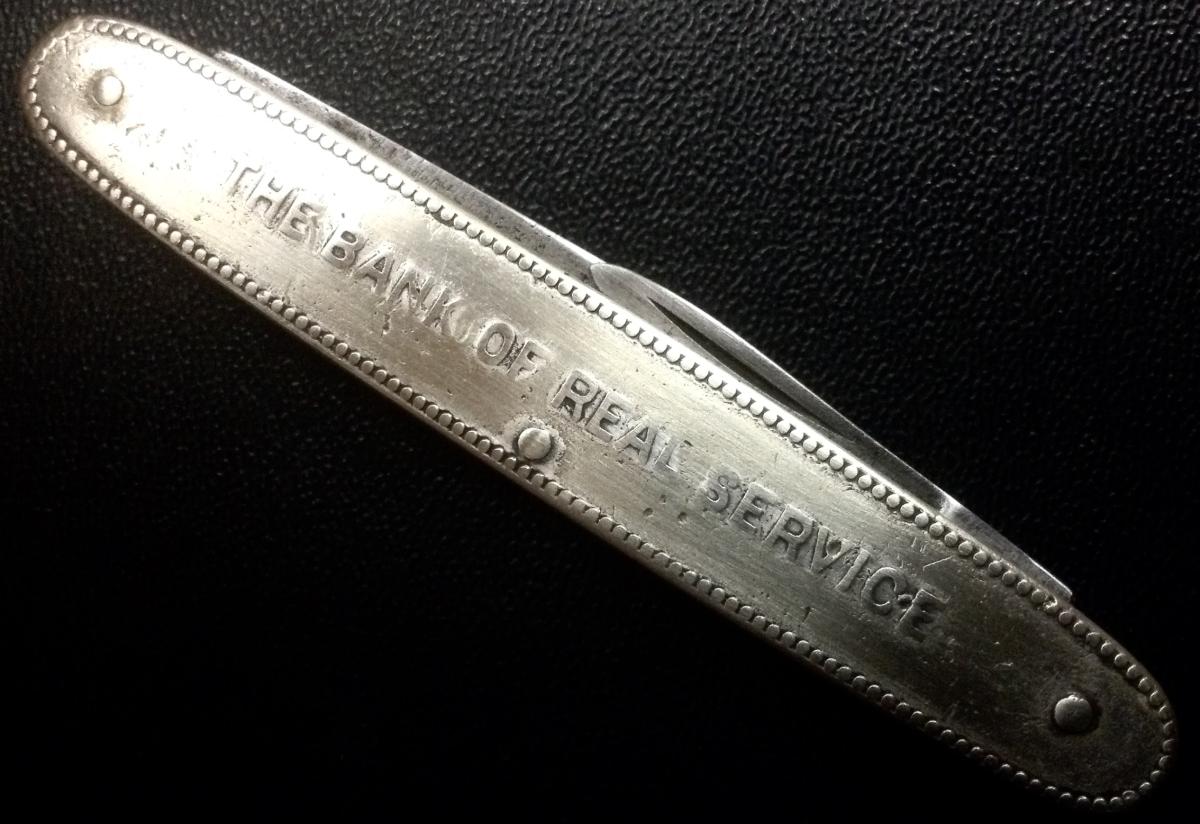 THE BANK OF REAL SERVICE